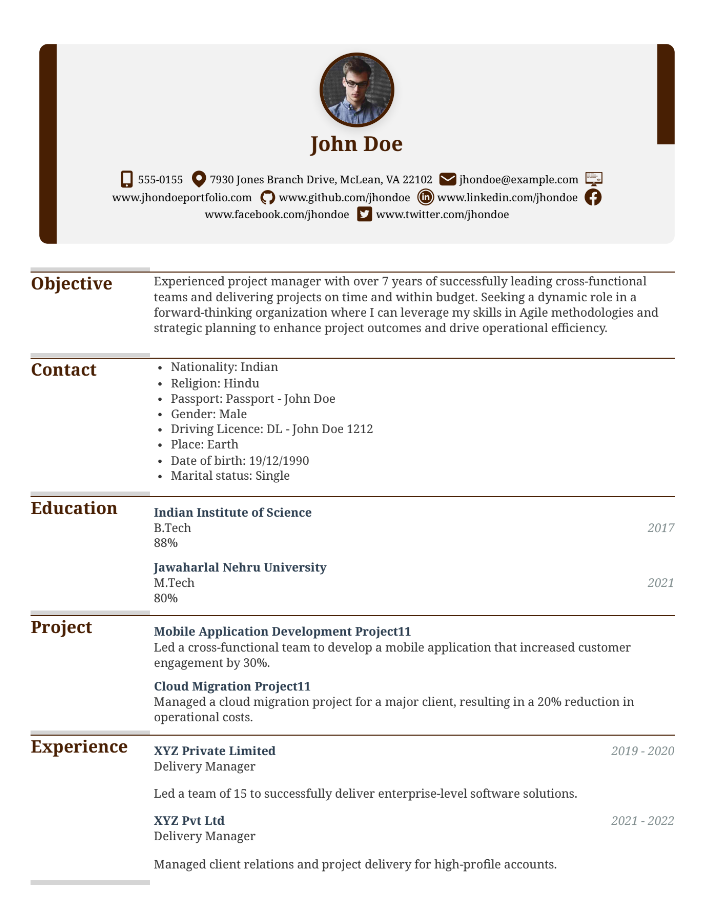 John Doe
555-0155 7930 Jones Branch Drive, McLean, VA 22102 jhondoe@example.com
www.jhondoeportfolio.com www.github.com/jhondoe www.linkedin.com/jhondoe
www.facebook.com/jhondoe www.twitter.com/jhondoe
Objective
Experienced project manager with over 7 years of successfully leading cross-functional
teams and delivering projects on time and within budget. Seeking a dynamic role in a
forward-thinking organization where I can leverage my skills in Agile methodologies and
strategic planning to enhance project outcomes and drive operational efficiency.
Contact
• Nationality: Indian
• Religion: Hindu
• Passport: Passport - John Doe
• Gender: Male
• Driving Licence: DL - John Doe 1212
• Place: Earth
• Date of birth: 19/12/1990
• Marital status: Single
Education
Indian Institute of Science
B.Tech 2017
88%
Jawaharlal Nehru University
M.Tech 2021
80%
Project
Mobile Application Development Project11
Led a cross-functional team to develop a mobile application that increased customer
engagement by 30%.
Cloud Migration Project11
Managed a cloud migration project for a major client, resulting in a 20% reduction in
operational costs.
Experience
XYZ Private Limited 2019 - 2020
Delivery Manager
Led a team of 15 to successfully deliver enterprise-level software solutions.
XYZ Pvt Ltd 2021 - 2022
Delivery Manager
Managed client relations and project delivery for high-profile accounts.